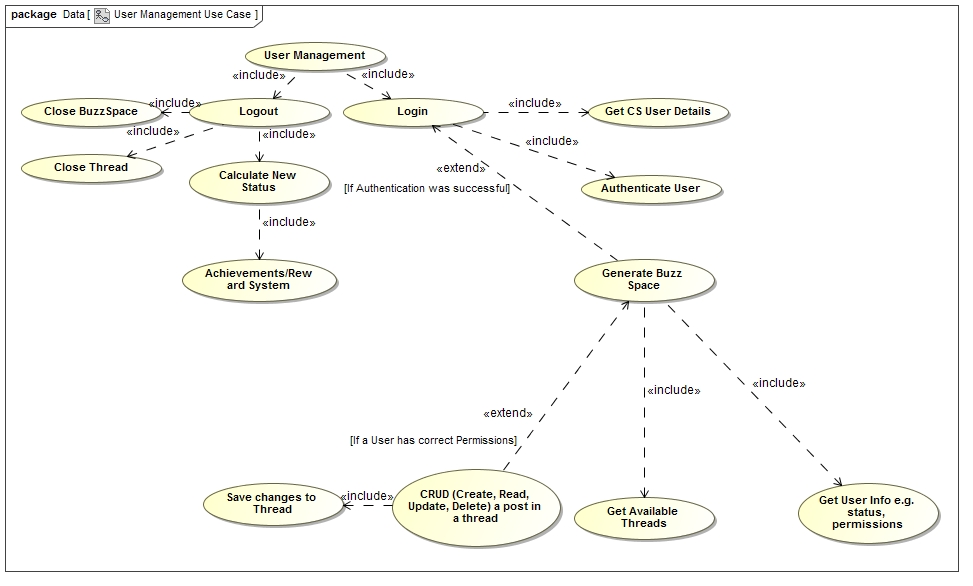 package Data [ User Management Use Case ]
User Management
«include»
«include»
Close BuzzSpace
«include»
Logout
Login
«include»
Get CS User Details
«include»
«include»
«include»
Close Thread
Calculate New
Status
«extend»
[If Authentication was successful]
Authenticate User
«include»
Achievements/Rew
ard System
Generate Buzz
Space
«include»
«include»
«extend»
[If a User has correct Permissions]
Save changes to
Thread
«include»
CRUD (Create, Read,
Update, Delete) a post in
a thread
Get Available
Threads
Get User Info e.g.
status,
permissions